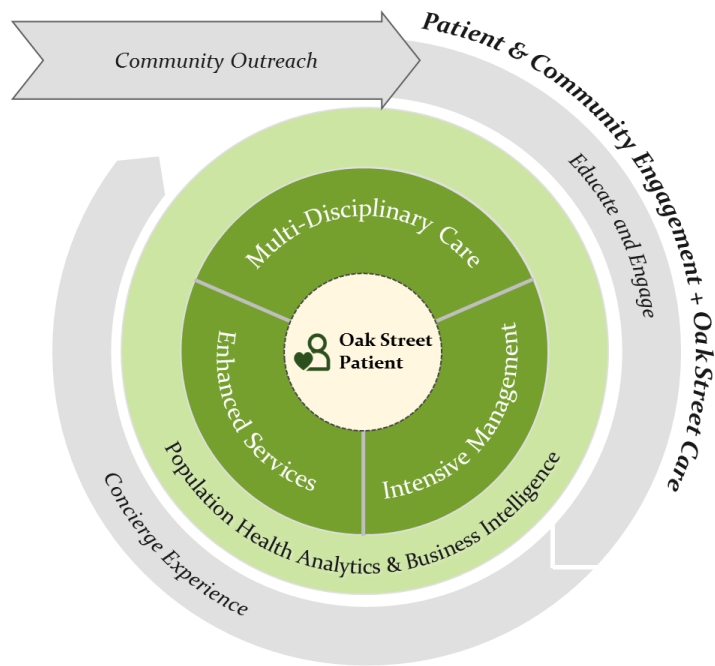 Community Outreach
Patient & Community Engagement + Oak Street Care
Educate and Engage
Multi-Disciplinary Care
Oak Street
Patient
Enhanced Services
Intensive Management
Population Health Analytics & Business Intelligence
Concierge Experience